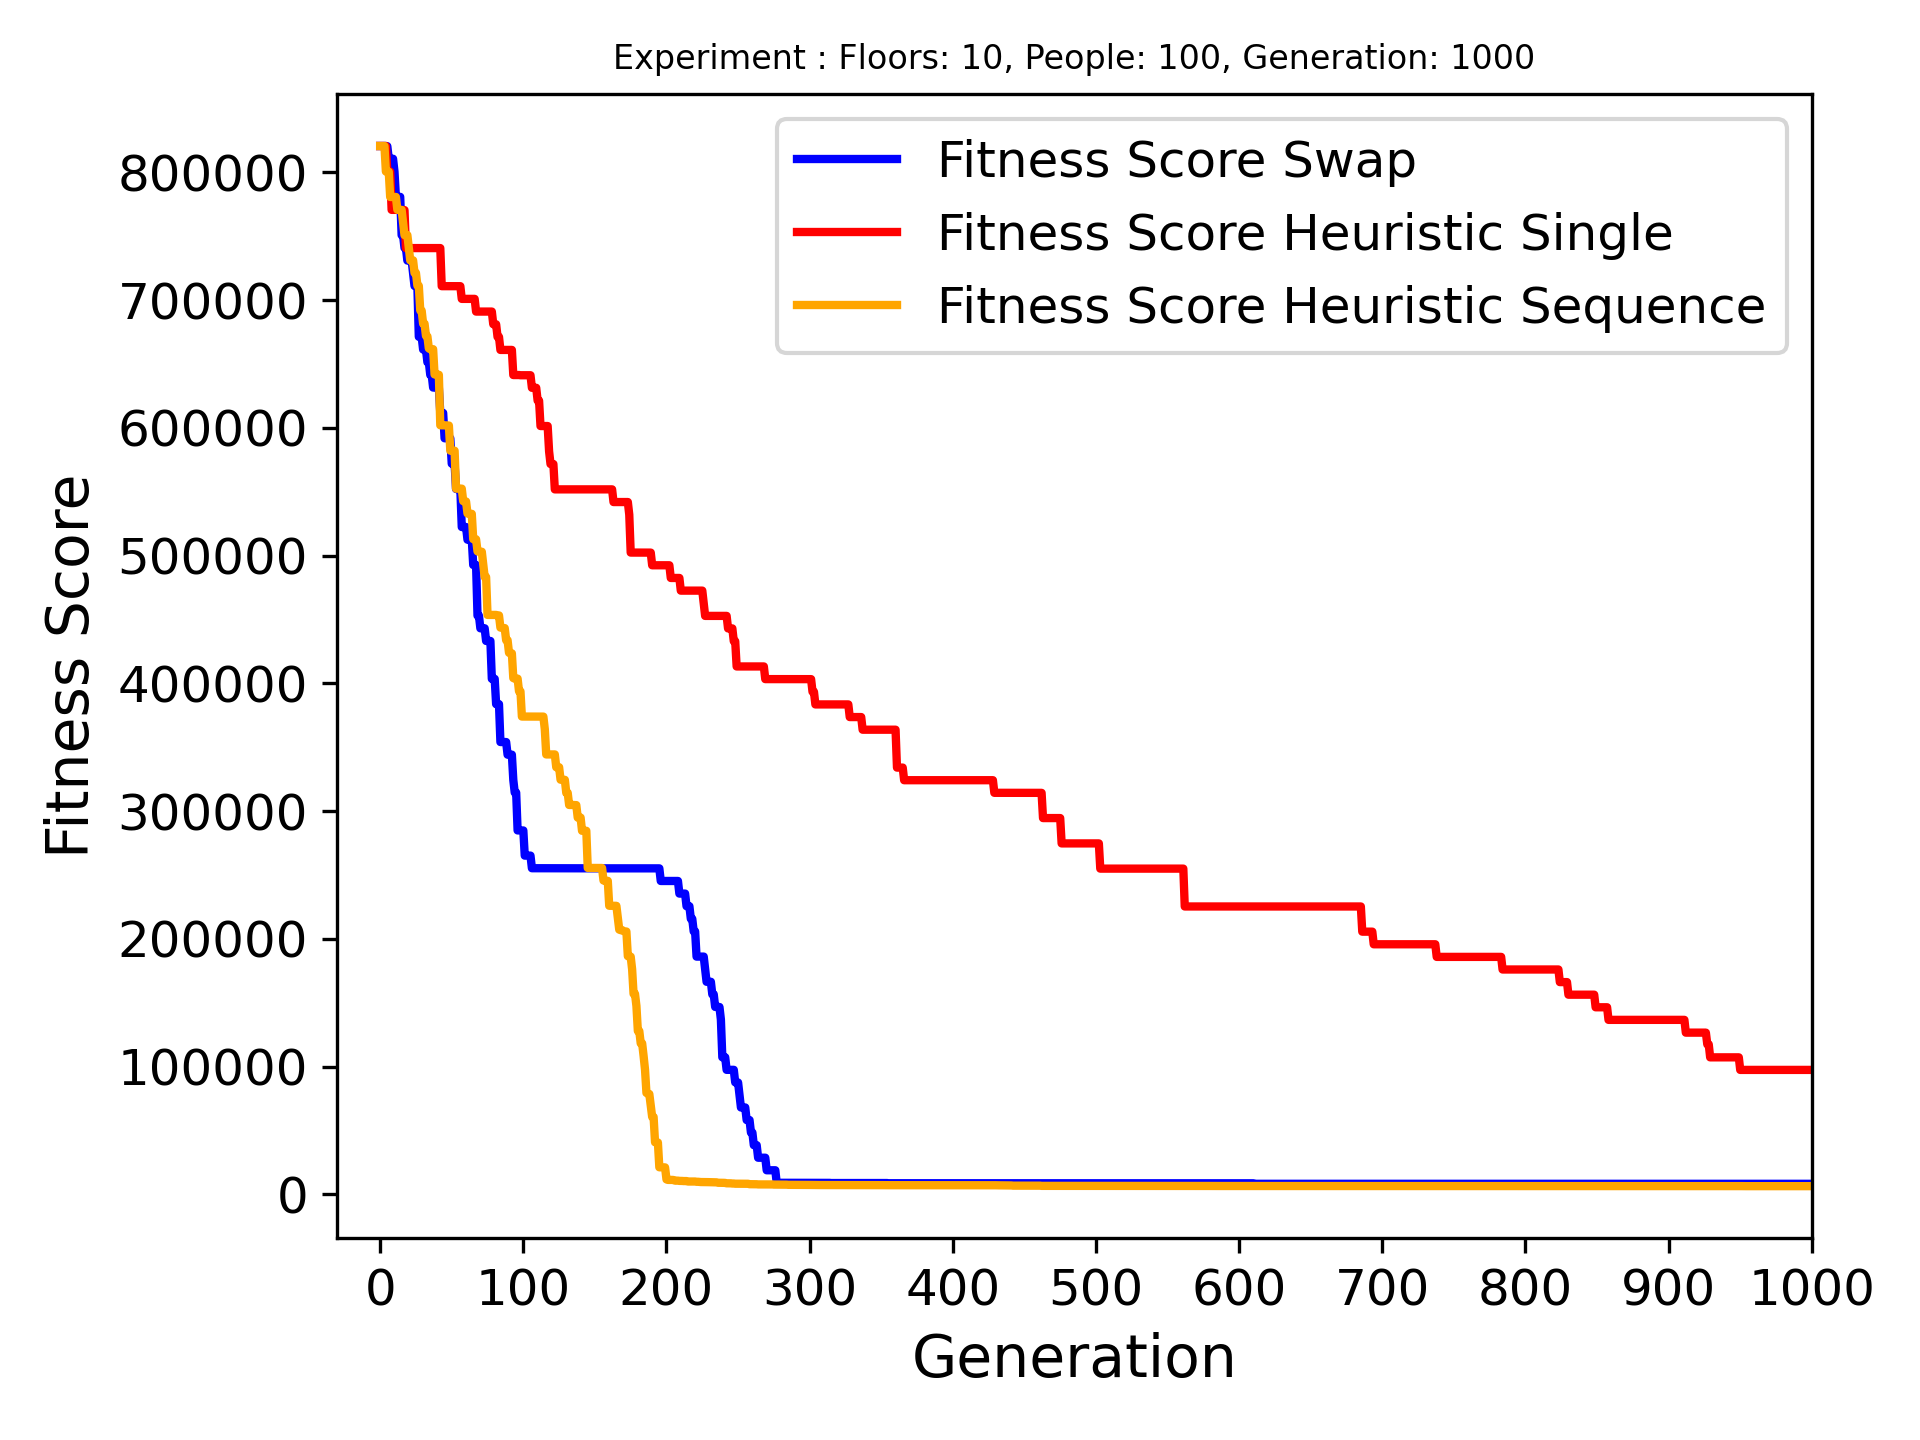 Experiment : Floors: 10, People: 100, Generation: 1000
Fitness Score Swap
Fitness Score Heuristic Single
Fitness Score Heuristic Sequence
Fitness Score
800000
700000
600000
500000
400000
300000
200000
100000
0
0 100 200 300 400 500 600 700 800 900 1000
Generation